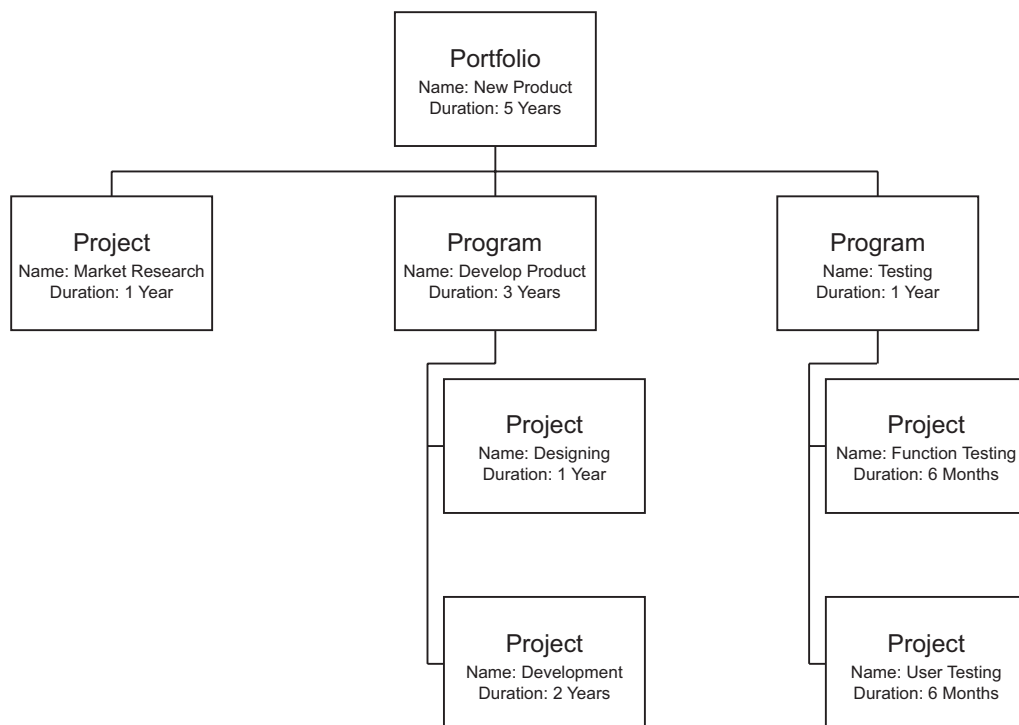 Portfolio
Name: New Product
Duration: 5 Years
Project
Name: Market Research
Duration: 1 Year
Program
Name: Develop Product
Duration: 3 Years
Program
Name: Testing
Duration: 1 Year
Project
Name: Designing
Duration: 1 Year
Project
Name: Function Testing
Duration: 6 Months
Project
Name: Development
Duration: 2 Years
Project
Name: User Testing
Duration: 6 Months